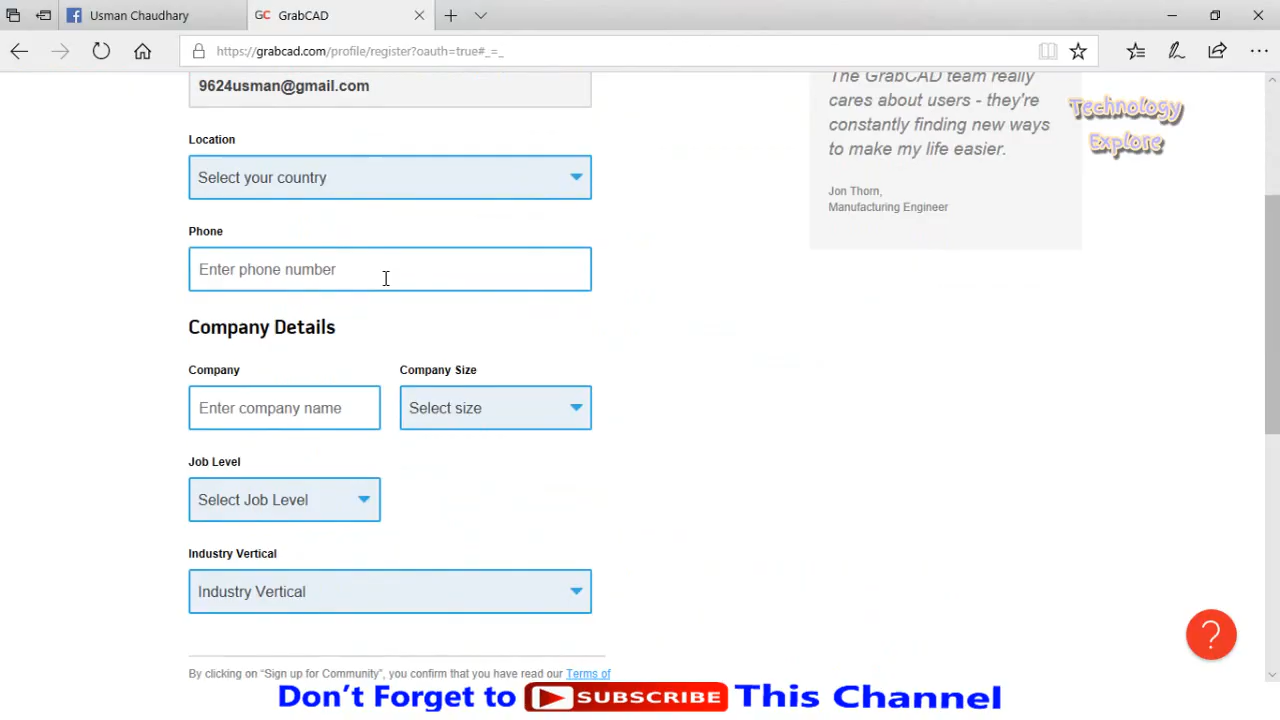 Usman Chaudhary
GC GrabCAD
https://grabcad.com/profile/register?oauth=true#_=_
9624usman@gmail.com
The GrabCAD team really
cares about users - they're
constantly finding new ways
to make my life easier.
Jon Thorn,
Manufacturing Engineer
Technology
Explore
Location
Select your country
Phone
Enter phone number
Company Details
Company
Company Size
Enter company name
Select size
Job Level
Select Job Level
Industry Vertical
Industry Vertical
?
By clicking on “Sign up for Community”, you confirm that you have read our Terms of
Don't Forget to SUBSCRIBE This Channel